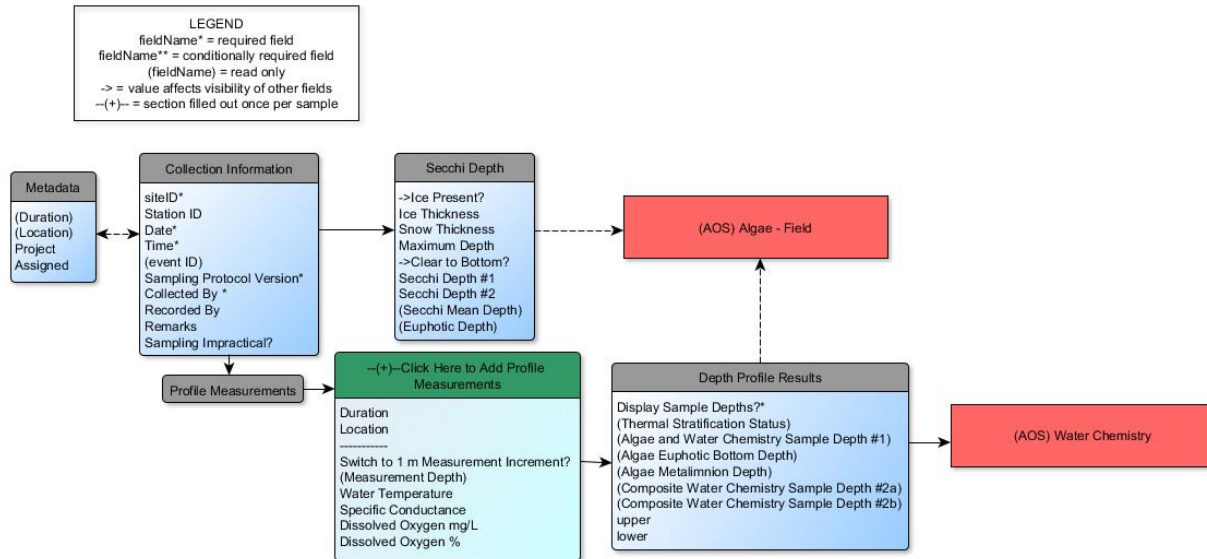 LEGEND
fieldName* = required field
fieldName** = conditionally required field
(fieldName) = read only
-> = value affects visibility of other fields
--(+)-- = section filled out once per sample
Metadata
(Duration)
(Location)
Project
Assigned
Collection Information
siteID*
Station ID
Date*
Time*
(event ID)
Sampling Protocol Version*
Collected By *
Recorded By
Remarks
Sampling Impractical?
Secchi Depth
->Ice Present?
Ice Thickness
Snow Thickness
Maximum Depth
->Clear to Bottom?
Secchi Depth #1
Secchi Depth #2
(Secchi Mean Depth)
(Euphotic Depth)
(AOS) Algae - Field
Profile Measurements
--(+)--Click Here to Add Profile
Measurements
Duration
Location
-----------
Switch to 1 m Measurement Increment?
(Measurement Depth)
Water Temperature
Specific Conductance
Dissolved Oxygen mg/L
Dissolved Oxygen %
Depth Profile Results
Display Sample Depths?*
(Thermal Stratification Status)
(Algae and Water Chemistry Sample Depth #1)
(Algae Euphotic Bottom Depth)
(Algae Metalimnion Depth)
(Composite Water Chemistry Sample Depth #2a)
(Composite Water Chemistry Sample Depth #2b)
upper
lower
(AOS) Water Chemistry